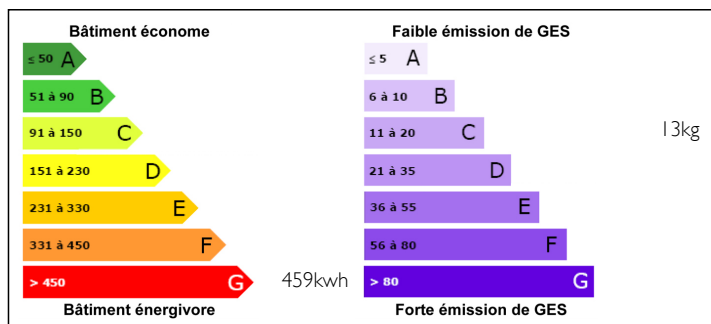 Bâtiment économe
≤ 50 A
51 à 90 B
91 à 150 C
151 à 230 D
231 à 330 E
331 à 450 F
> 450 G
459kwh
Bâtiment énergivore
Faible émission de GES
≤ 5 A
6 à 10 B
11 à 20 C
13kg
21 à 35 D
36 à 55 E
56 à 80 F
> 80 G
Forte émission de GES